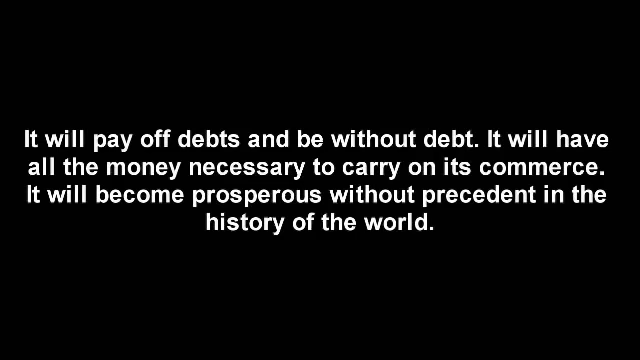 It will pay off debts and be without debt. It will have
all the money necessary to carry on its commerce.
It will become prosperous without precedent in the
history of the world.